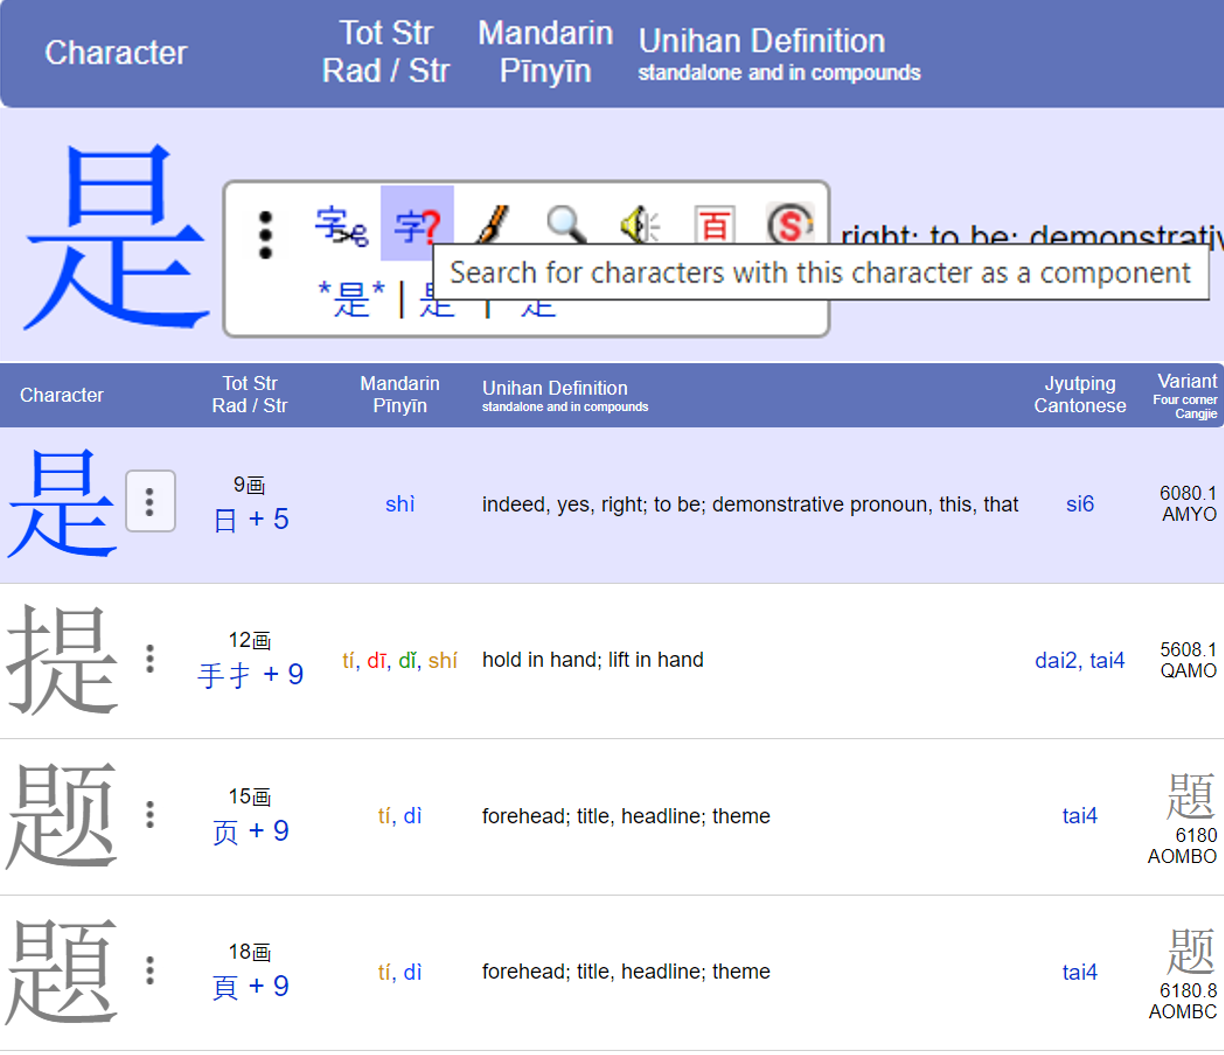 Character
Tot Str
Rad / Str
Mandarin
Pīnyīn
Unihan Definition
standalone and in compounds
是
字 字? 百 S
right; to be; demonstrativ
Search for characters with this character as a component
*是* | 是 | 是
Character
Tot Str
Rad / Str
Mandarin
Pīnyīn
Unihan Definition
standalone and in compounds
Jyutping
Cantonese
Variant
Four corner
Cangjie
是
9画
日 + 5
shì
indeed, yes, right; to be; demonstrative pronoun, this, that
si6
6080.1
AMYO
提
12画
手扌 + 9
tí, dī, dǐ, shí
hold in hand; lift in hand
dai2, tai4
5608.1
QAMO
题
15画
页 + 9
tí, dì
forehead; title, headline; theme
tai4
題
6180
AOMBO
題
18画
頁 + 9
tí, dì
forehead; title, headline; theme
tai4
题
6180.8
AOMBC